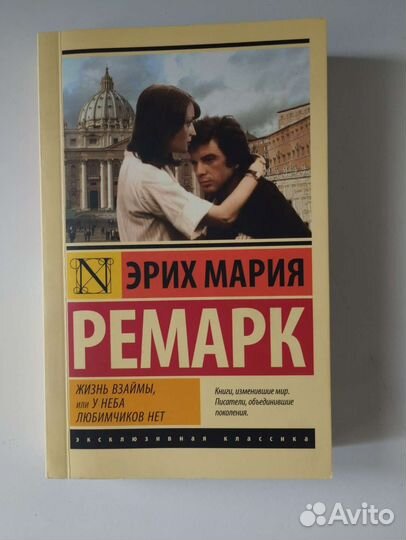 N
ЭРИХ МАРИЯ
РЕМАРК
ЖИЗНЬ ВЗАЙМЫ,
ИЛИ У НЕБА
ЛЮБИМЧИКОВ НЕТ
Книги, изменившие мир.
Писатели, объединившие
поколения.
эксклюзивная классика
Avito